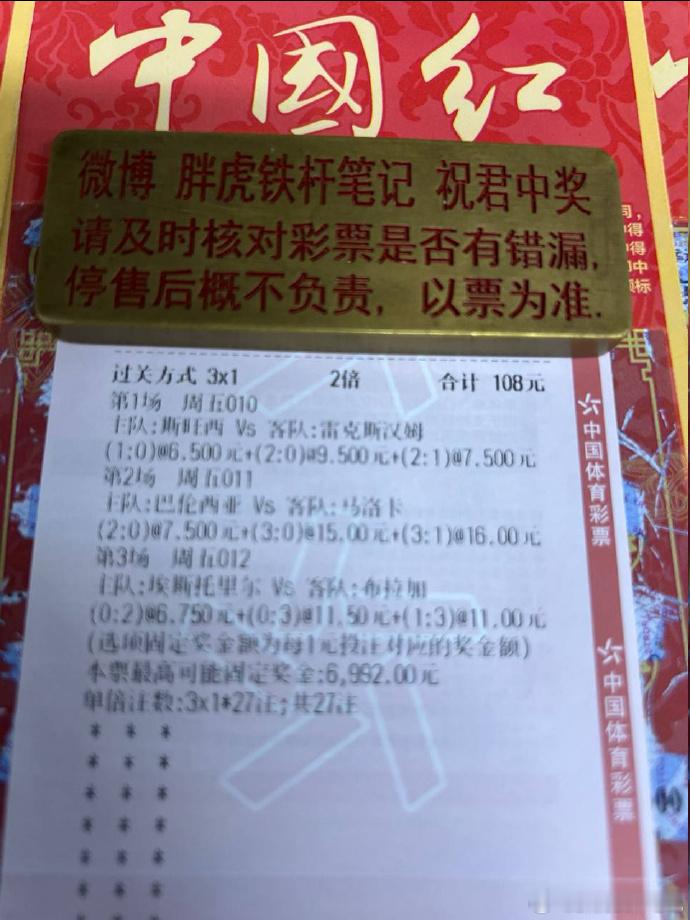 中國红
微博 胖虎铁杆笔记 祝君中奖
请及时核对彩票是否有错漏,
停售后概不负责, 以票为准.
过关方式 3x1 2倍 合计 108元
第1场 周五010
主队:斯旺西 Vs 客队:雷克斯汉姆
(1:0)@6.500元+(2:0)@9.500元+(2:1)@7.500元
第2场 周五011
主队:巴伦西亚 Vs 客队:马洛卡
(2:0)@7.500元+(3:0)@15.00元+(3:1)@16.00元
第3场 周五012
主队:埃斯托里尔 Vs 客队:布拉加
(0:2)@6.750元+(0:3)@11.50元+(1:3)@11.00元
(选项固定奖金额为每1元投注对应的奖金额)
本票最高可能固定奖金:6,992.00元
单倍注数:3x1*27注;共27注
* * *
* * *
* * *
* * *
* * *
* * *
* * *
中国体育彩票
中国体育彩票